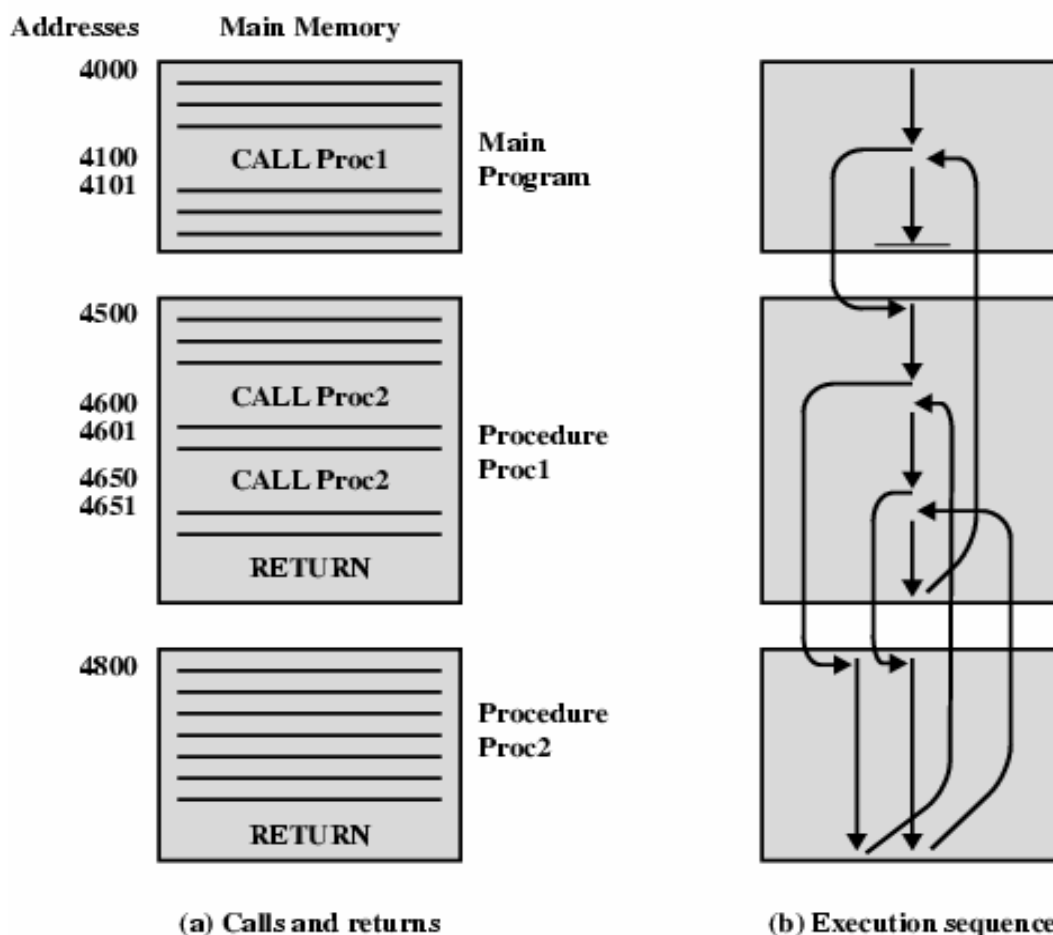 Addresses Main Memory
4000
4100 CALL Proc1
4101
Main
Program
4500
4600 CALL Proc2
4601
4650 CALL Proc2
4651
RETURN
Procedure
Proc1
4800
RETURN
Procedure
Proc2
(a) Calls and returns
(b) Execution sequence